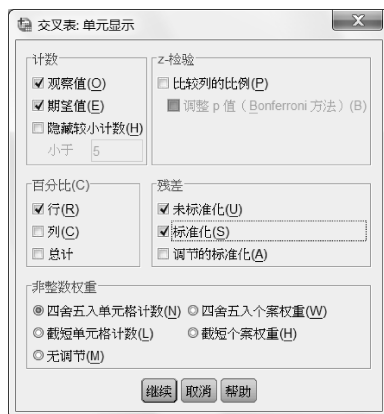 交叉表: 单元显示
计数
观察值(O)
期望值(E)
隐藏较小计数(H)
小于 5
z-检验
比较列的比例(P)
调整 p 值（Bonferroni 方法）(B)
百分比(C)
行(R)
列(C)
总计
残差
未标准化(U)
标准化(S)
调节的标准化(A)
非整数权重
四舍五入单元格计数(N) 四舍五入个案权重(W)
截短单元格计数(L) 截短个案权重(H)
无调节(M)
继续 取消 帮助